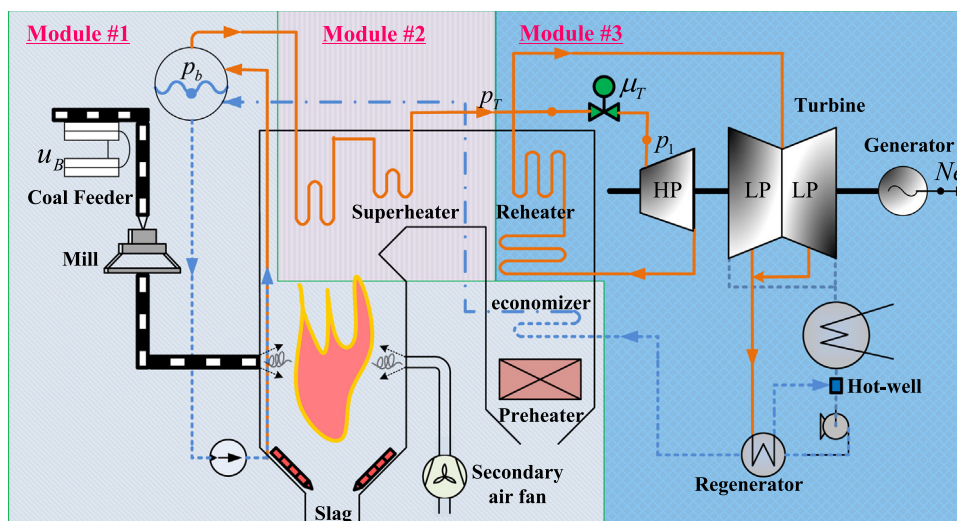 Module #1
Module #2
Module #3
p_b
u_B
Coal Feeder
Mill
Superheater
p_T
μ_T
p_1
Reheater
HP
LP
LP
Turbine
Generator
Ne
economizer
Preheater
Hot-well
Regenerator
Secondary
air fan
Slag